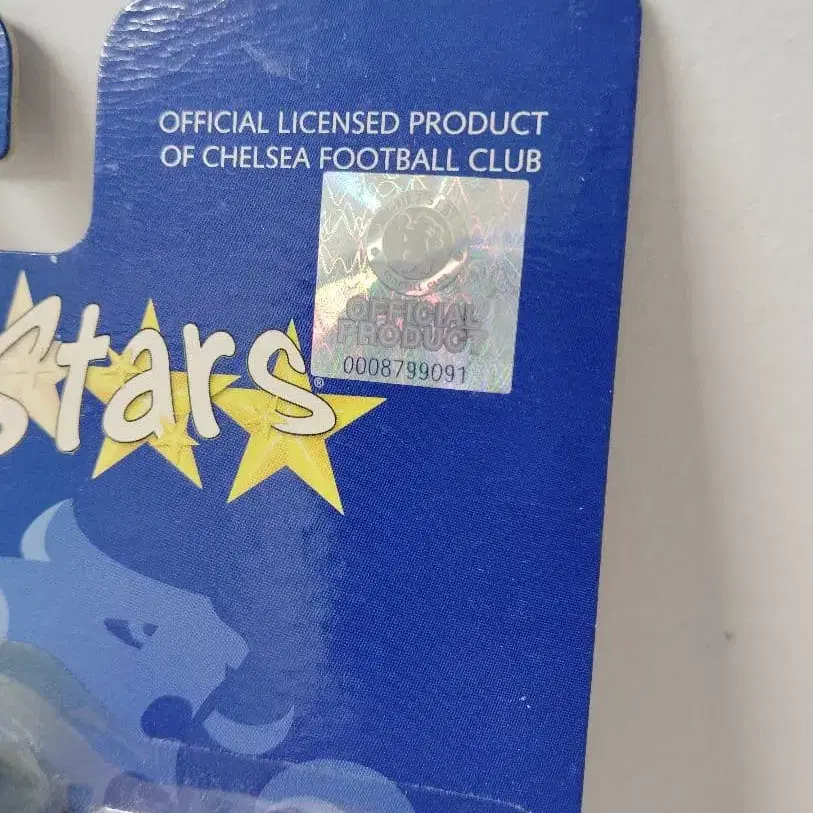 OFFICIAL LICENSED PRODUCT
OF CHELSEA FOOTBALL CLUB
OFFICIAL
PRODUCT
0008799091
Stars®